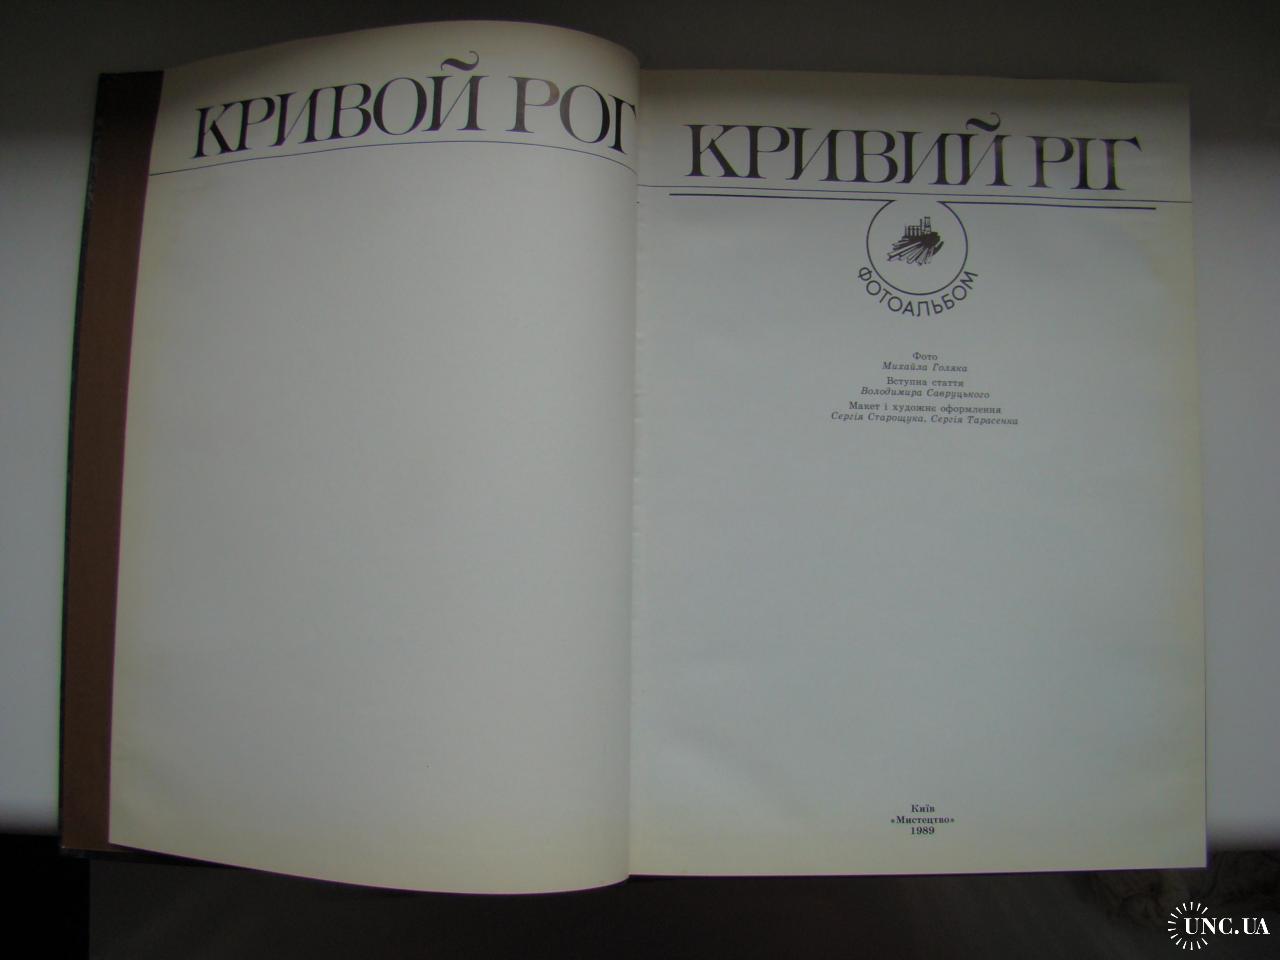 КРИВОЙ РОГ
КРИВИЙ РІГ
ФОТОАЛЬБОМ
Фото
Михайла Голяка
Вступна стаття
Володимира Савруцького
Макет і художнє оформлення
Сергія Старощука, Сергія Тарасенка
Київ
«Мистецтво»
1989
UNC.UA